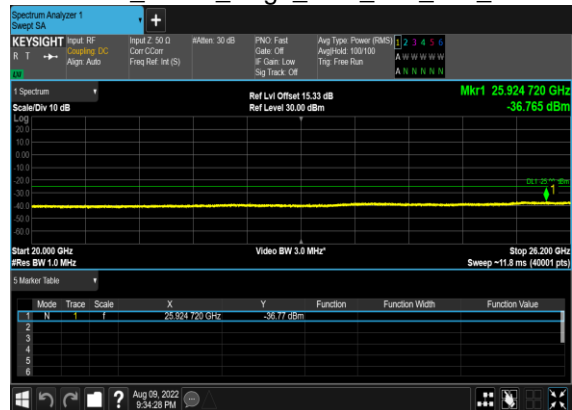 Spectrum Analyzer 1
Swept SA
+
KEYSIGHT Input: RF Input Z: 50 Ω #Atten: 30 dB PNO: Fast Avg Type: Power (RMS) 1 2 3 4 5 6
R T Coupling: DC Corr CCorr Gate: Off Avg|Hold: 100/100 A W W W W W
Align: Auto Freq Ref: Int (S) IF Gain: Low Trig: Free Run
Sig Track: Off A N N N N N
1 Spectrum Ref Lvl Offset 15.33 dB Mkr1 25.924 720 GHz
Scale/Div 10 dB Ref Level 30.00 dBm -36.765 dBm
Log
20.0
10.0
0.00
-10.0
-20.0
DL1 -25.00 dBm
-30.0
1
-40.0
-50.0
-60.0
Start 20.000 GHz Video BW 3.0 MHz* Stop 26.200 GHz
#Res BW 1.0 MHz Sweep ~11.8 ms (40001 pts)
5 Marker Table
Mode Trace Scale X Y Function Function Width Function Value
1 N 1 f 25.924 720 GHz -36.77 dBm
2
3
4
5
6
? Aug 09, 2022
9:34:28 PM